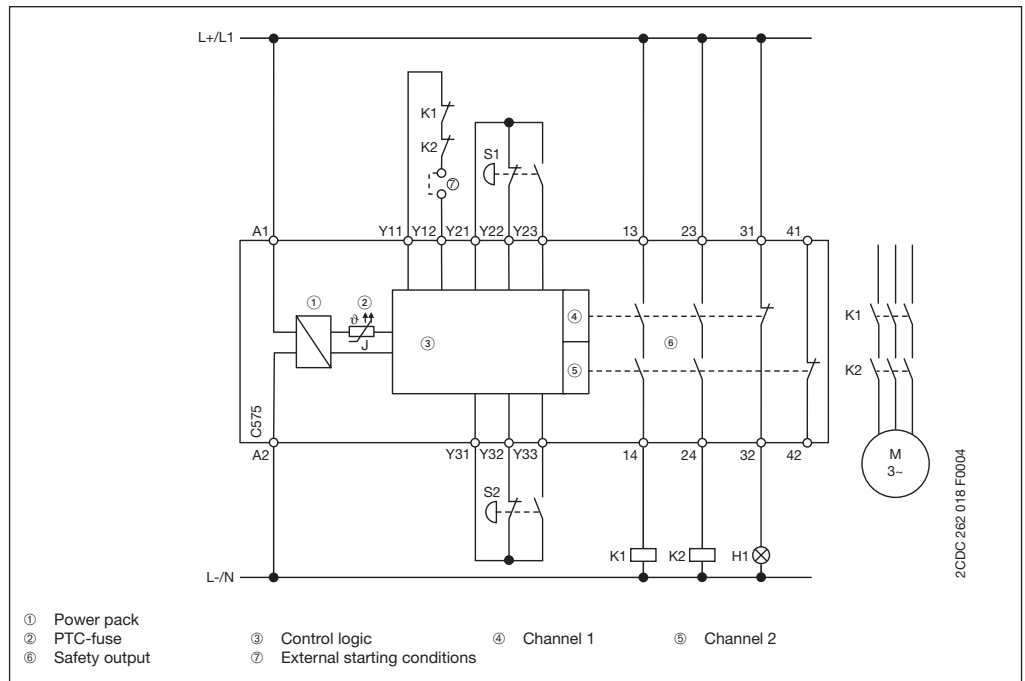 L+/L1
K1
K2
⑦
S1
A1 Y11 Y12 Y21 Y22 Y23 13 23 31 41
① ② ③ ④ ⑤ ⑥
ϑ
J
K1
K2
C575
A2 Y31 Y32 Y33 14 24 32 42
M
3~
S2
K1 K2 H1
L-/N
2CDC 262 018 F0004
① Power pack
② PTC-fuse ③ Control logic ④ Channel 1 ⑤ Channel 2
⑥ Safety output ⑦ External starting conditions